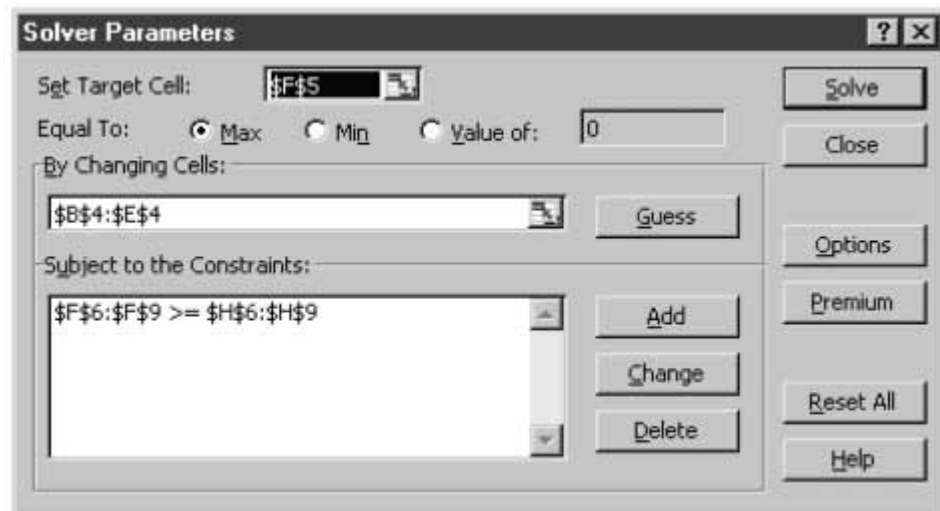 Solver Parameters
Set Target Cell: $F$5
Solve
Equal To: Max Min Value of: 0
Close
By Changing Cells:
$B$4:$E$4
Guess
Options
Subject to the Constraints:
$F$6:$F$9 >= $H$6:$H$9
Add
Premium
Change
Reset All
Delete
Help